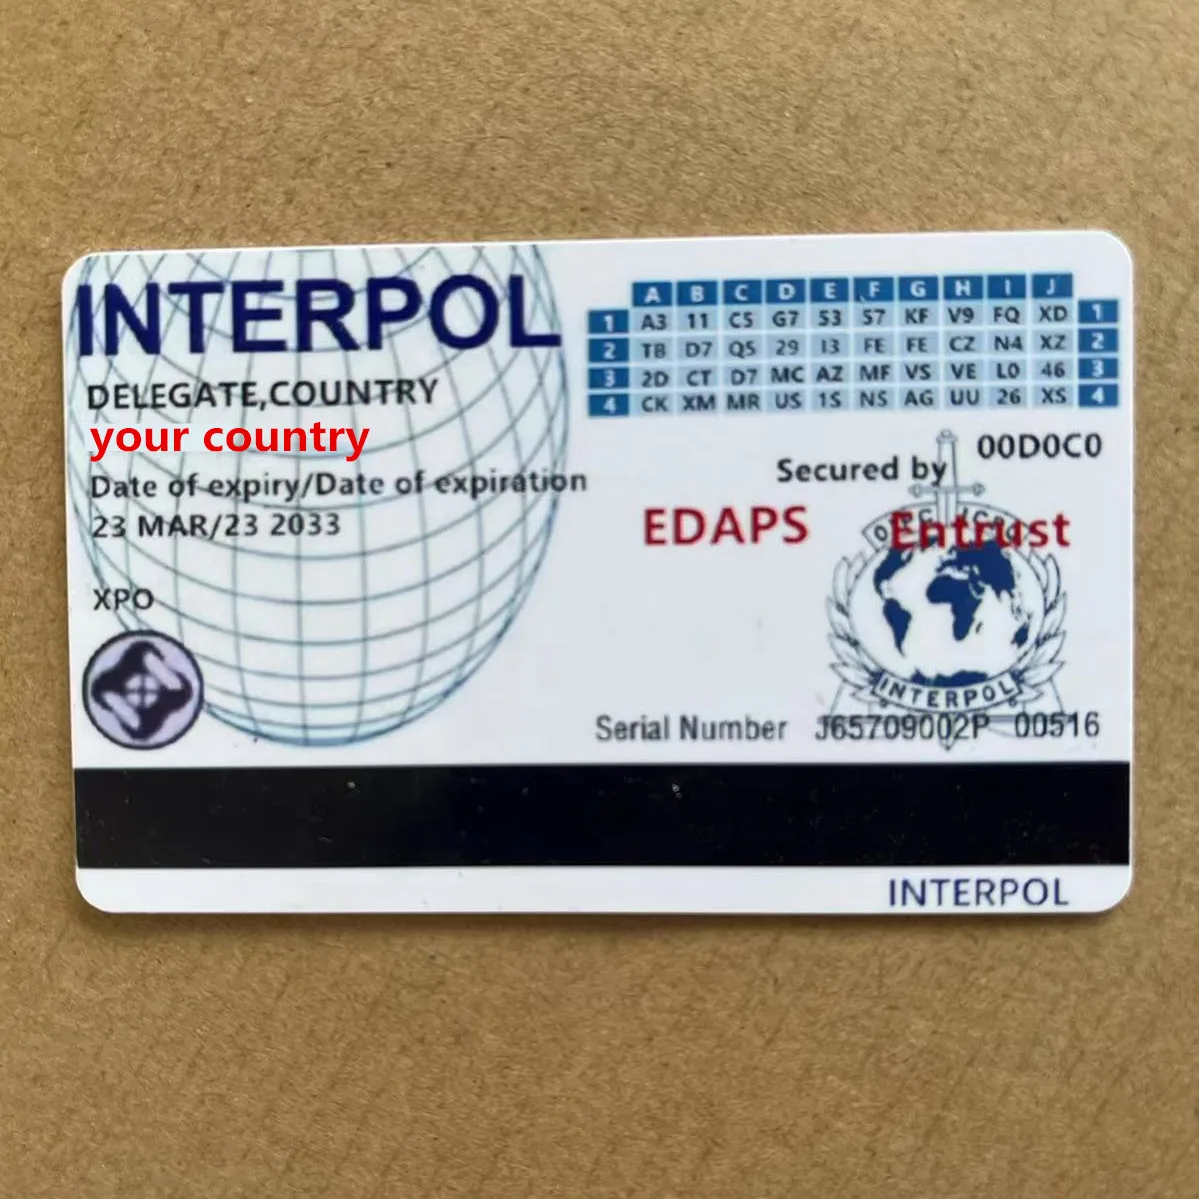 INTERPOL
DELEGATE,COUNTRY
your country
Date of expiry/Date of expiration
23 MAR/23 2033
XPO
A B C D E F G H I J
1 A3 11 C5 G7 53 57 KF V9 FQ XD 1
2 TB D7 Q5 29 I3 FE FE CZ N4 XZ 2
3 2D CT D7 MC AZ MF VS VE L0 46 3
4 CK XM MR US 1S NS AG UU 26 XS 4
00D0C0
Secured by
EDAPS Entrust
INTERPOL
Serial Number J65709002P 00516
INTERPOL